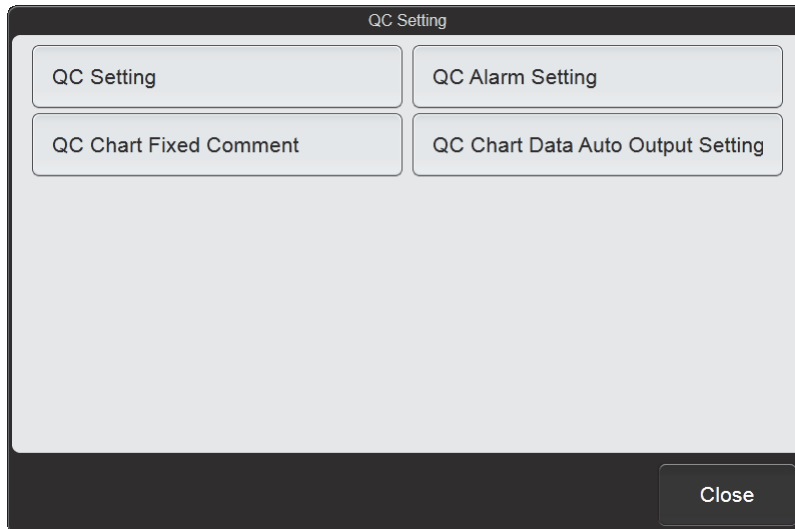 QC Setting
QC Setting
QC Alarm Setting
QC Chart Fixed Comment
QC Chart Data Auto Output Setting
Close